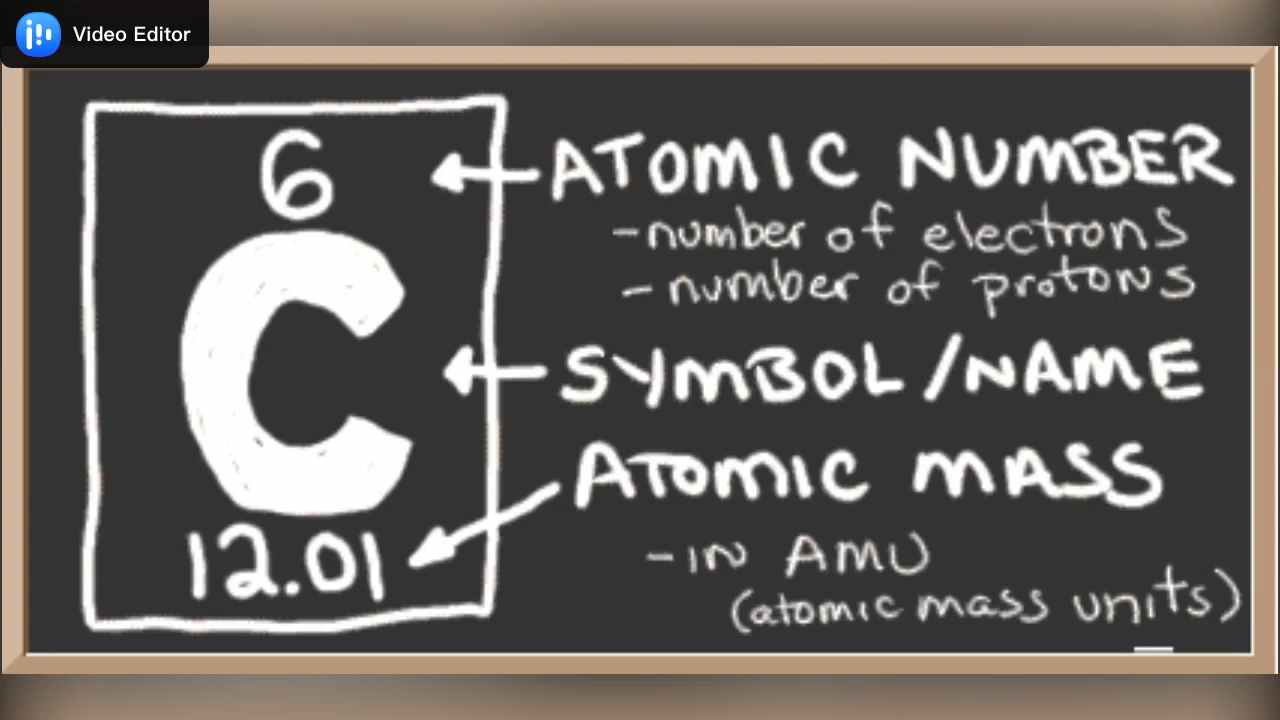 Video Editor
6
C
12.01
ATOMIC NUMBER
-number of electrons
- number of protons
SYMBOL/NAME
ATOMIC MASS
-IN AMU
(atomic mass units)